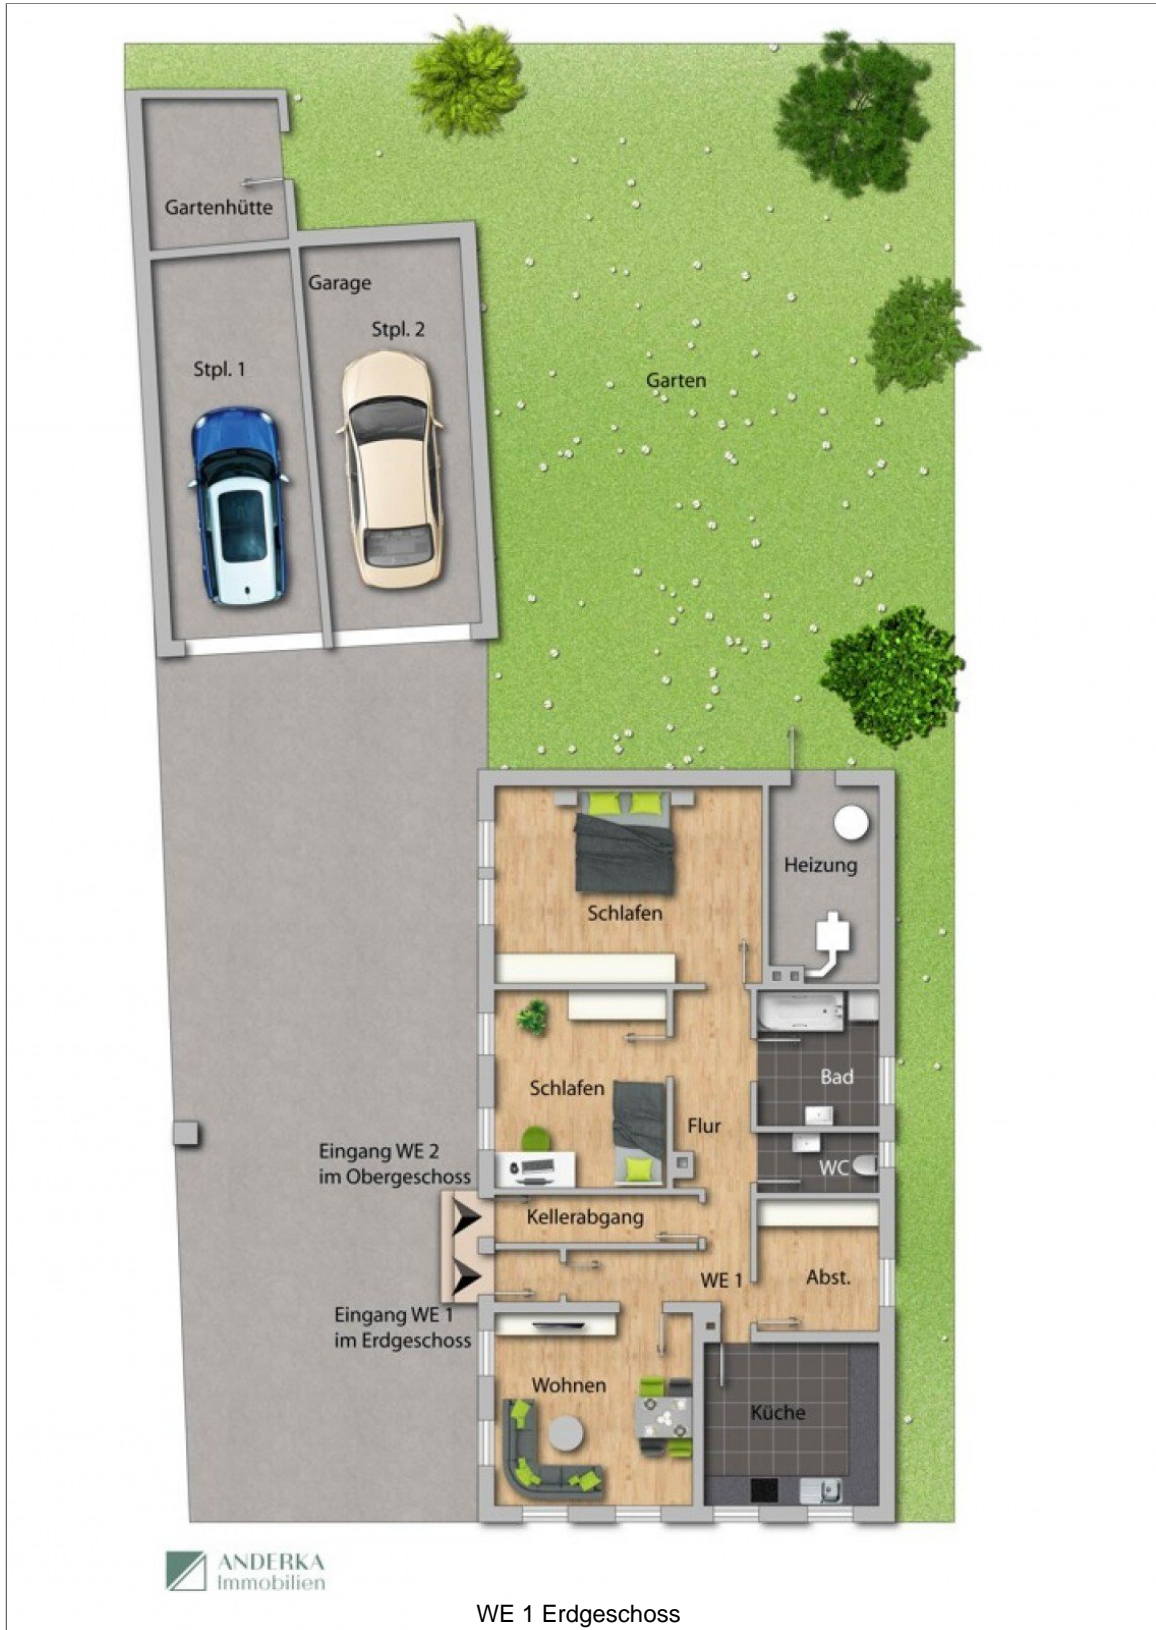 Gartenhütte
Garage
Stpl. 2
Stpl. 1
Garten
Heizung
Schlafen
Bad
Schlafen
Flur
Eingang WE 2
im Obergeschoss
WC
Kellerabgang
WE 1
Abst.
Eingang WE 1
im Erdgeschoss
Wohnen
Küche
ANDERKA
Immobilien
WE 1 Erdgeschoss